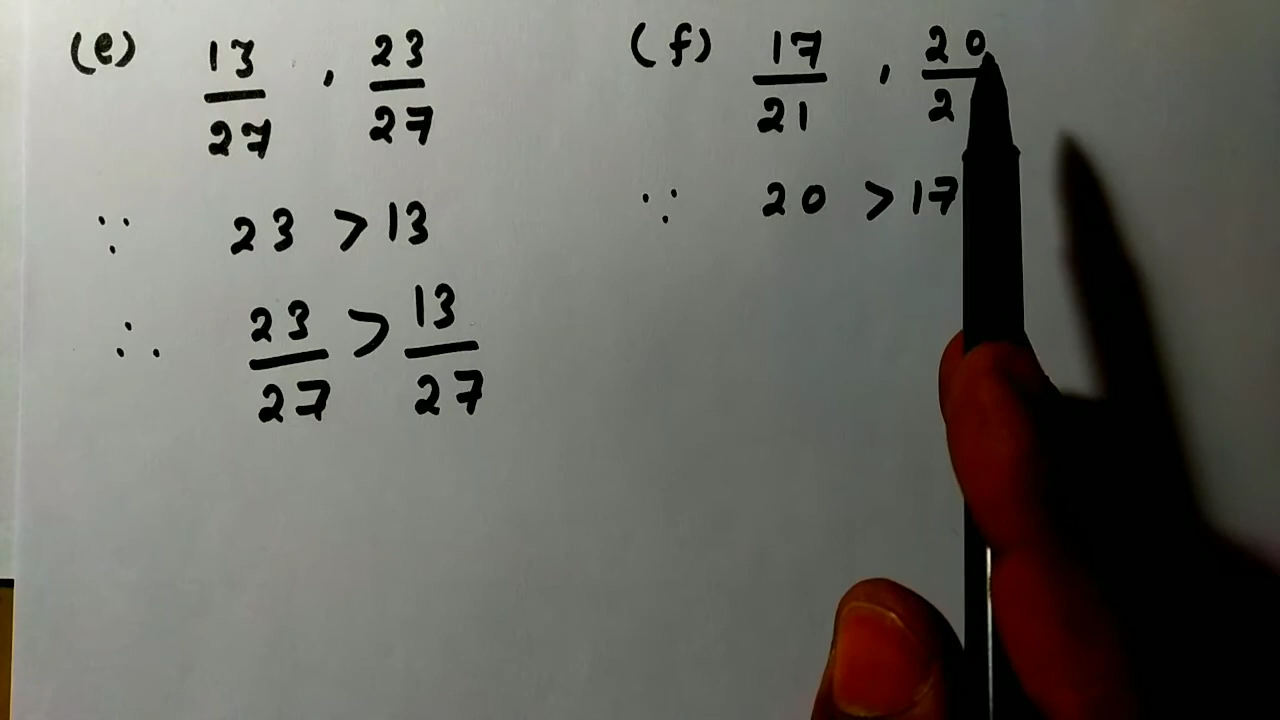 (e) 13/27 , 23/27
∵ 23 > 13
∴ 23/27 > 13/27
(f) 17/21 , 20/2
∵ 20 > 17